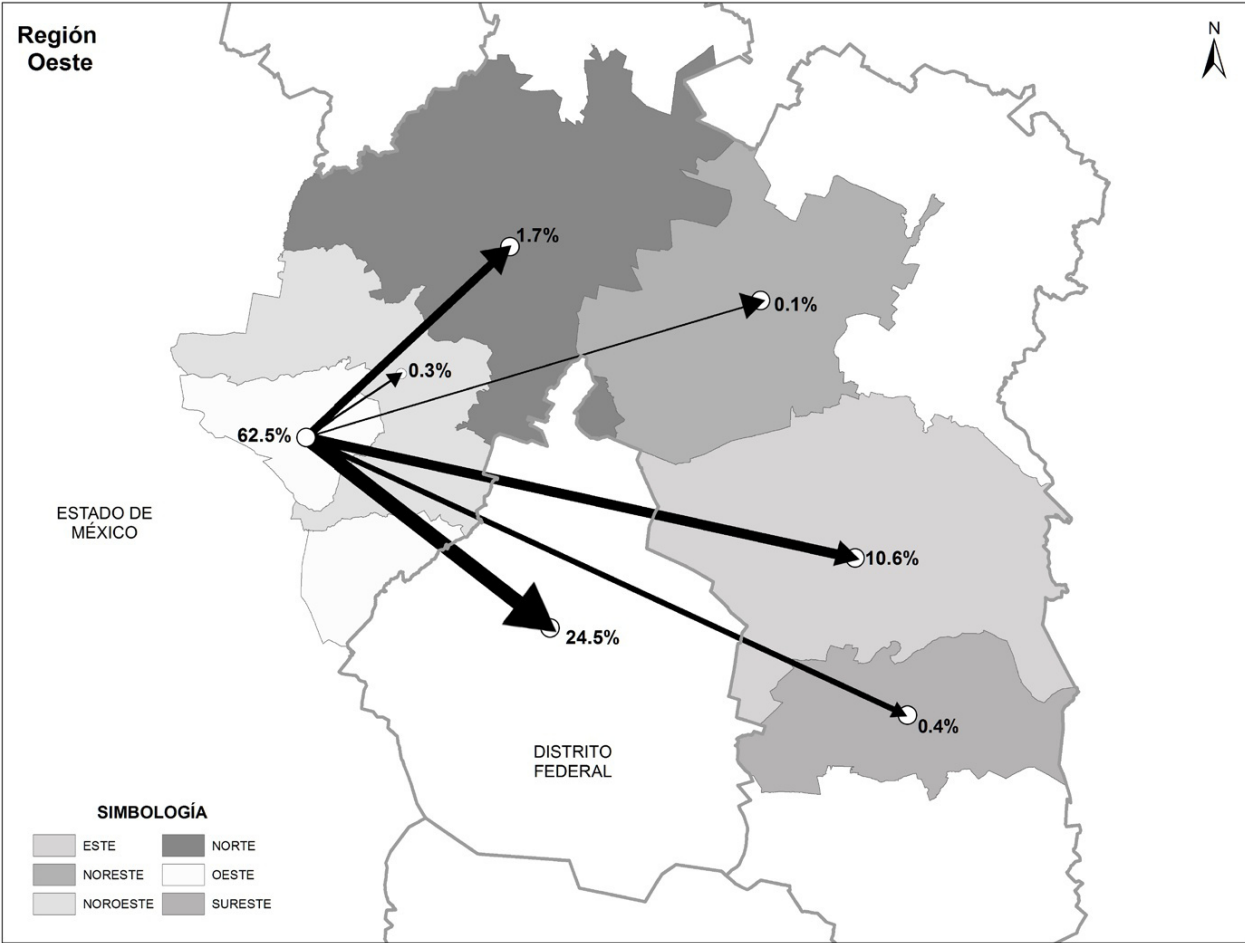 Región
Oeste
N
1.7%
0.1%
0.3%
62.5%
ESTADO DE
MÉXICO
10.6%
24.5%
0.4%
DISTRITO
FEDERAL
SIMBOLOGÍA
ESTE
NORTE
NORESTE
OESTE
NOROESTE
SURESTE